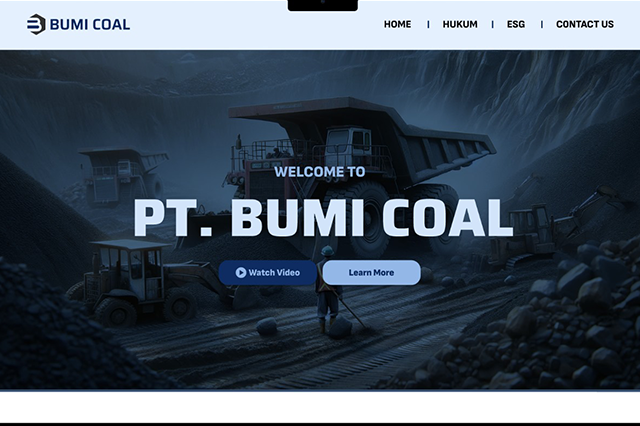 BUMI COAL
HOME | HUKUM | ESG | CONTACT US
WELCOME TO
PT. BUMI COAL
Watch Video
Learn More